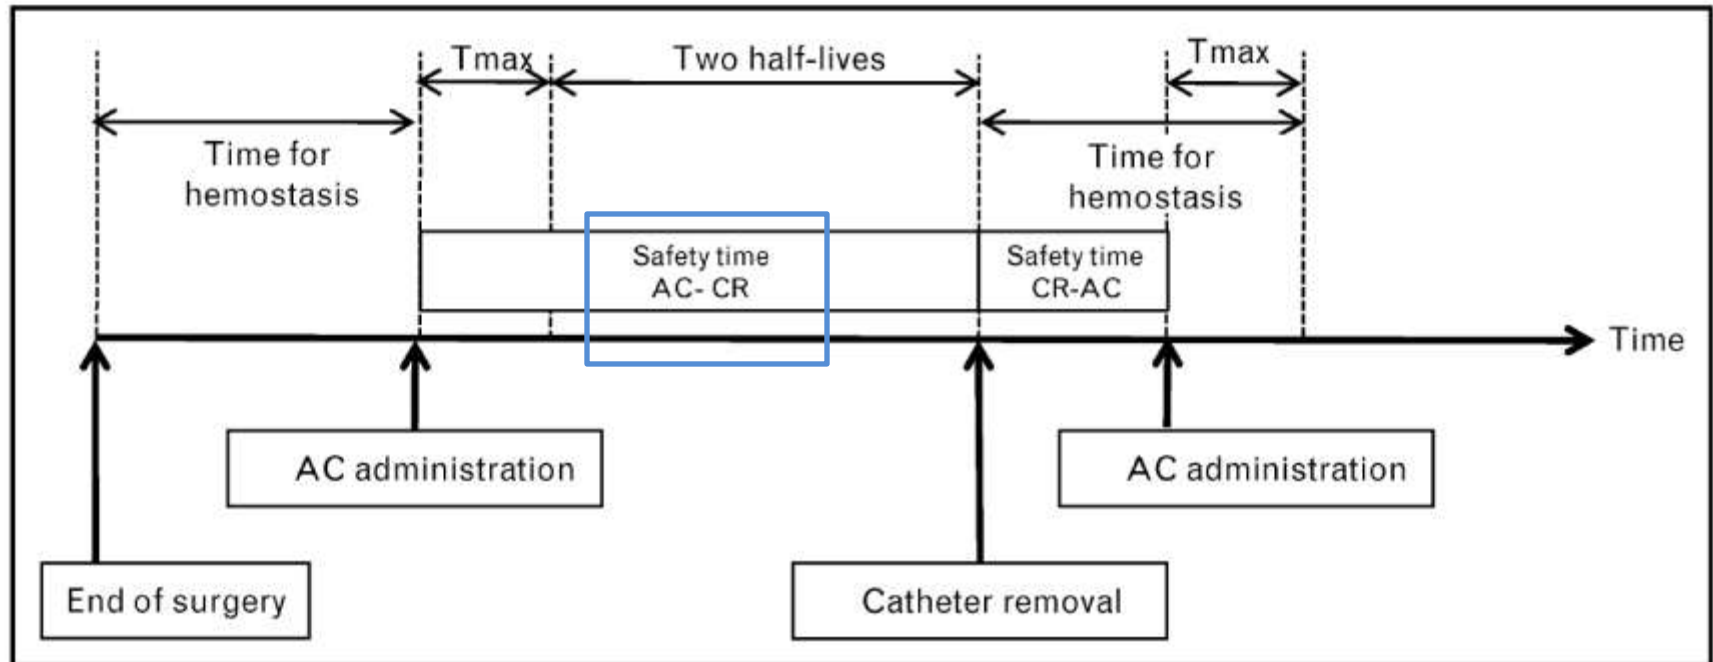 Tmax
Two half-lives
Tmax
Time for
hemostasis
Time for
hemostasis
Safety time
AC- CR
Safety time
CR-AC
Time
AC administration
AC administration
End of surgery
Catheter removal